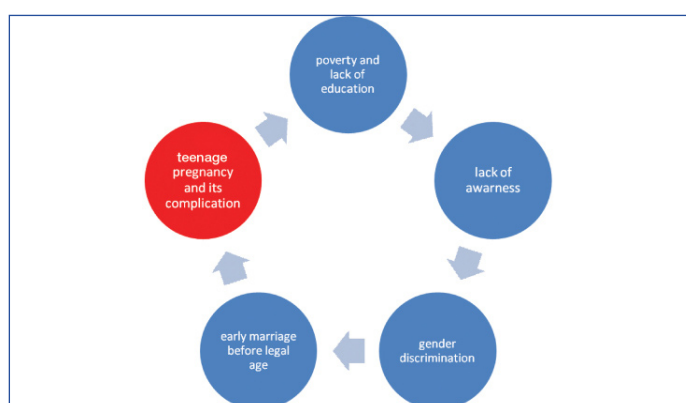 poverty and
lack of
education
lack of
awarness
gender
discrimination
early marriage
before legal
age
teenage
pregnancy
and its
complication